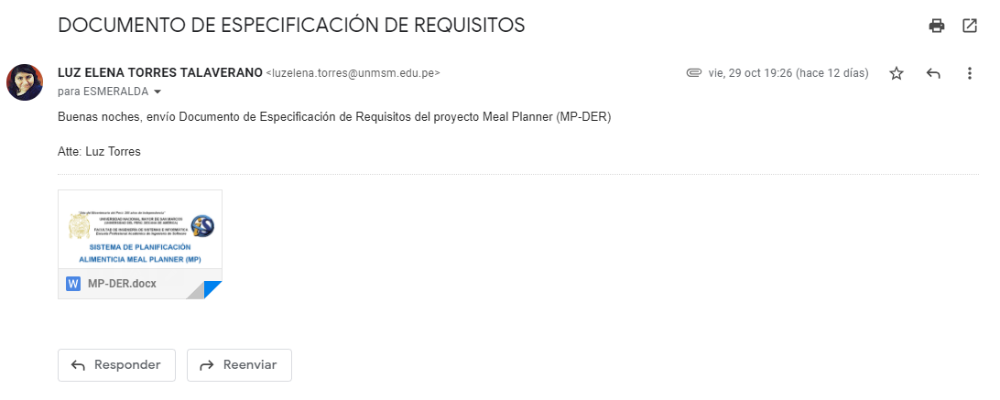 DOCUMENTO DE ESPECIFICACIÓN DE REQUISITOS
LUZ ELENA TORRES TALAVERANO <luzelena.torres@unmsm.edu.pe>
vie, 29 oct 19:26 (hace 12 días)
para ESMERALDA
Buenas noches, envío Documento de Especificación de Requisitos del proyecto Meal Planner (MP-DER)
Atte: Luz Torres
"Año del Bicentenario del Perú: 200 años de Independencia"
UNIVERSIDAD NACIONAL MAYOR DE SAN MARCOS
(UNIVERSIDAD DEL PERÚ, DECANA DE AMÉRICA)
FACULTAD DE INGENIERÍA DE SISTEMAS E INFORMÁTICA
Escuela Profesional Académica de Ingeniería de Software
SISTEMA DE PLANIFICACIÓN
ALIMENTICIA MEAL PLANNER (MP)
W MP-DER.docx
Responder
Reenviar